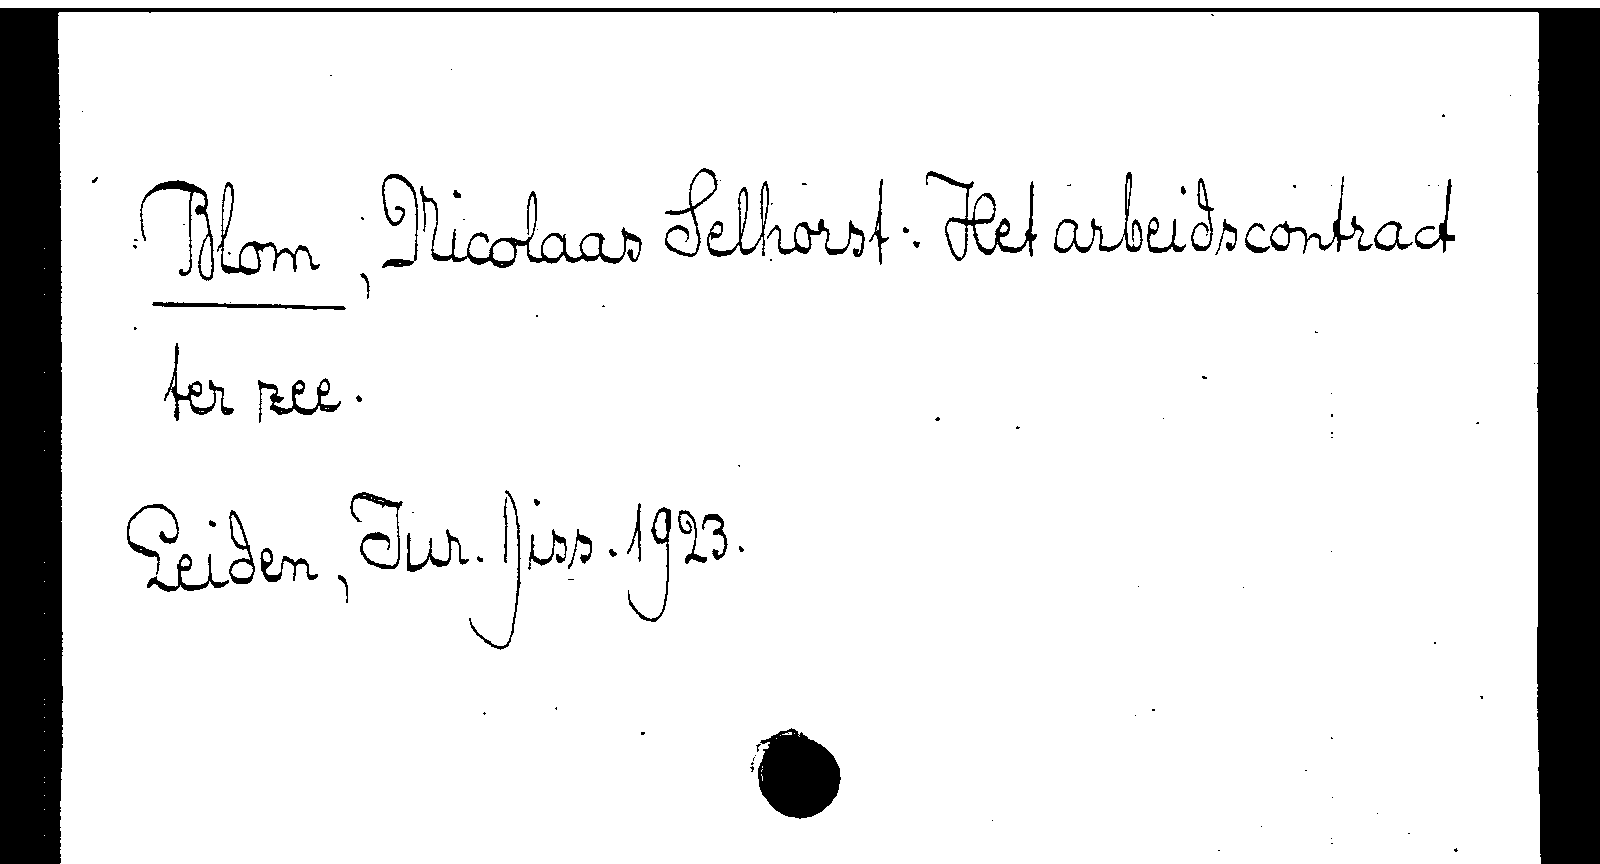 Blom, Nicolaas Selhorst: Het arbeidscontract
ter zee.
Leiden, Jur. Diss. 1923.